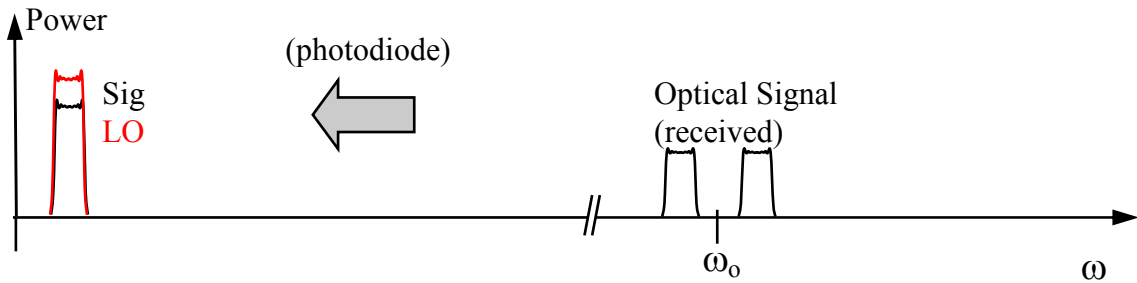 Power
(photodiode)
Sig
LO
Optical Signal
(received)
ωₒ
ω